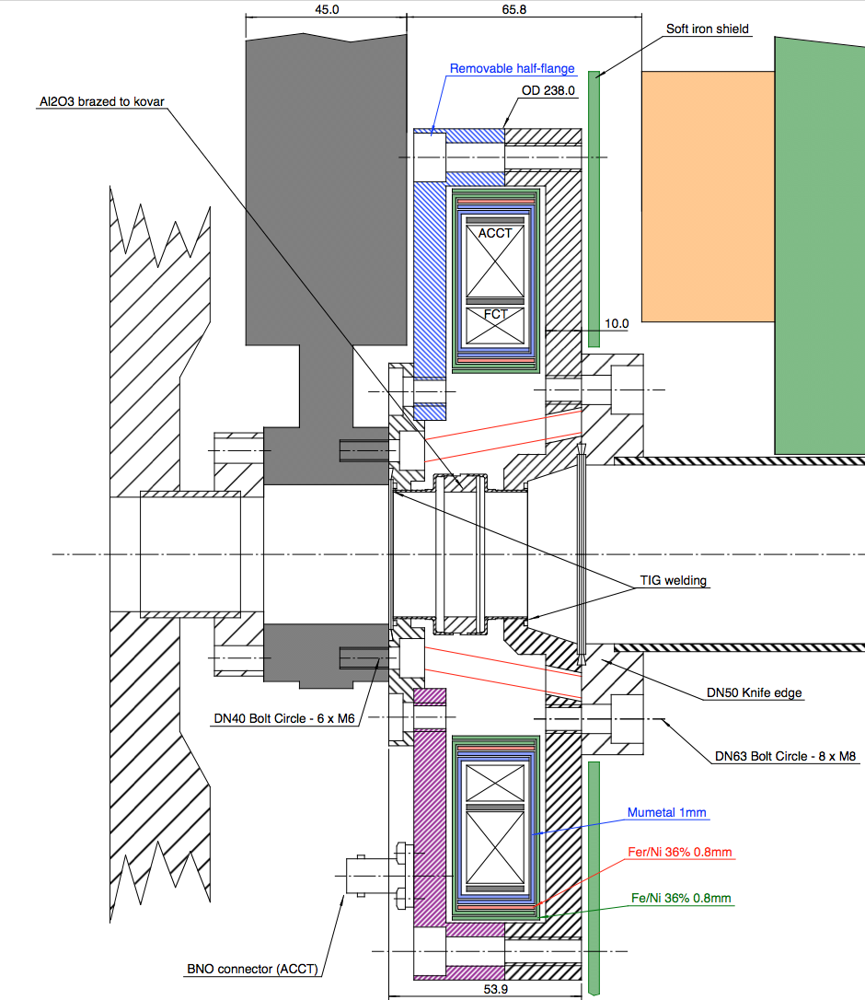 45.0
65.8
Soft iron shield
Removable half-flange
OD 238.0
Al2O3 brazed to kovar
ACCT
FCT
10.0
TIG welding
DN50 Knife edge
DN40 Bolt Circle - 6 x M6
DN63 Bolt Circle - 8 x M8
Mumetal 1mm
Fer/Ni 36% 0.8mm
Fe/Ni 36% 0.8mm
BNO connector (ACCT)
53.9